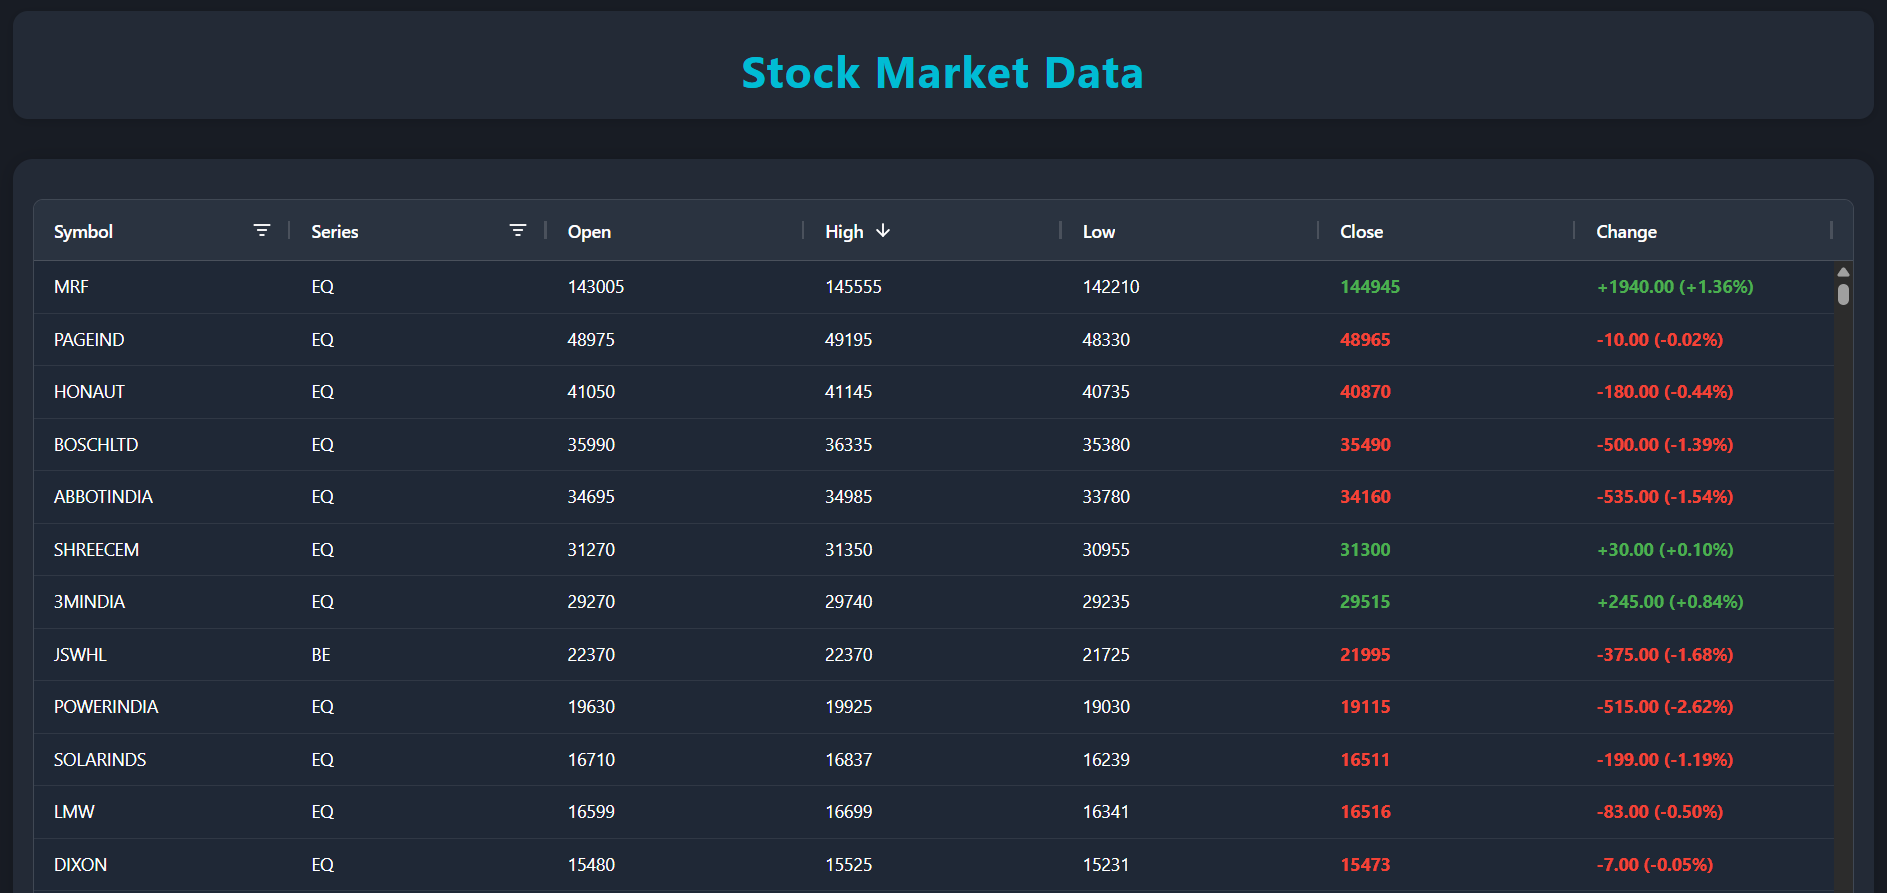 Stock Market Data
Symbol Series Open High Low Close Change
MRF EQ 143005 145555 142210 144945 +1940.00 (+1.36%)
PAGEIND EQ 48975 49195 48330 48965 -10.00 (-0.02%)
HONAUT EQ 41050 41145 40735 40870 -180.00 (-0.44%)
BOSCHLTD EQ 35990 36335 35380 35490 -500.00 (-1.39%)
ABBOTINDIA EQ 34695 34985 33780 34160 -535.00 (-1.54%)
SHREECEM EQ 31270 31350 30955 31300 +30.00 (+0.10%)
3MINDIA EQ 29270 29740 29235 29515 +245.00 (+0.84%)
JSWHL BE 22370 22370 21725 21995 -375.00 (-1.68%)
POWERINDIA EQ 19630 19925 19030 19115 -515.00 (-2.62%)
SOLARINDS EQ 16710 16837 16239 16511 -199.00 (-1.19%)
LMW EQ 16599 16699 16341 16516 -83.00 (-0.50%)
DIXON EQ 15480 15525 15231 15473 -7.00 (-0.05%)